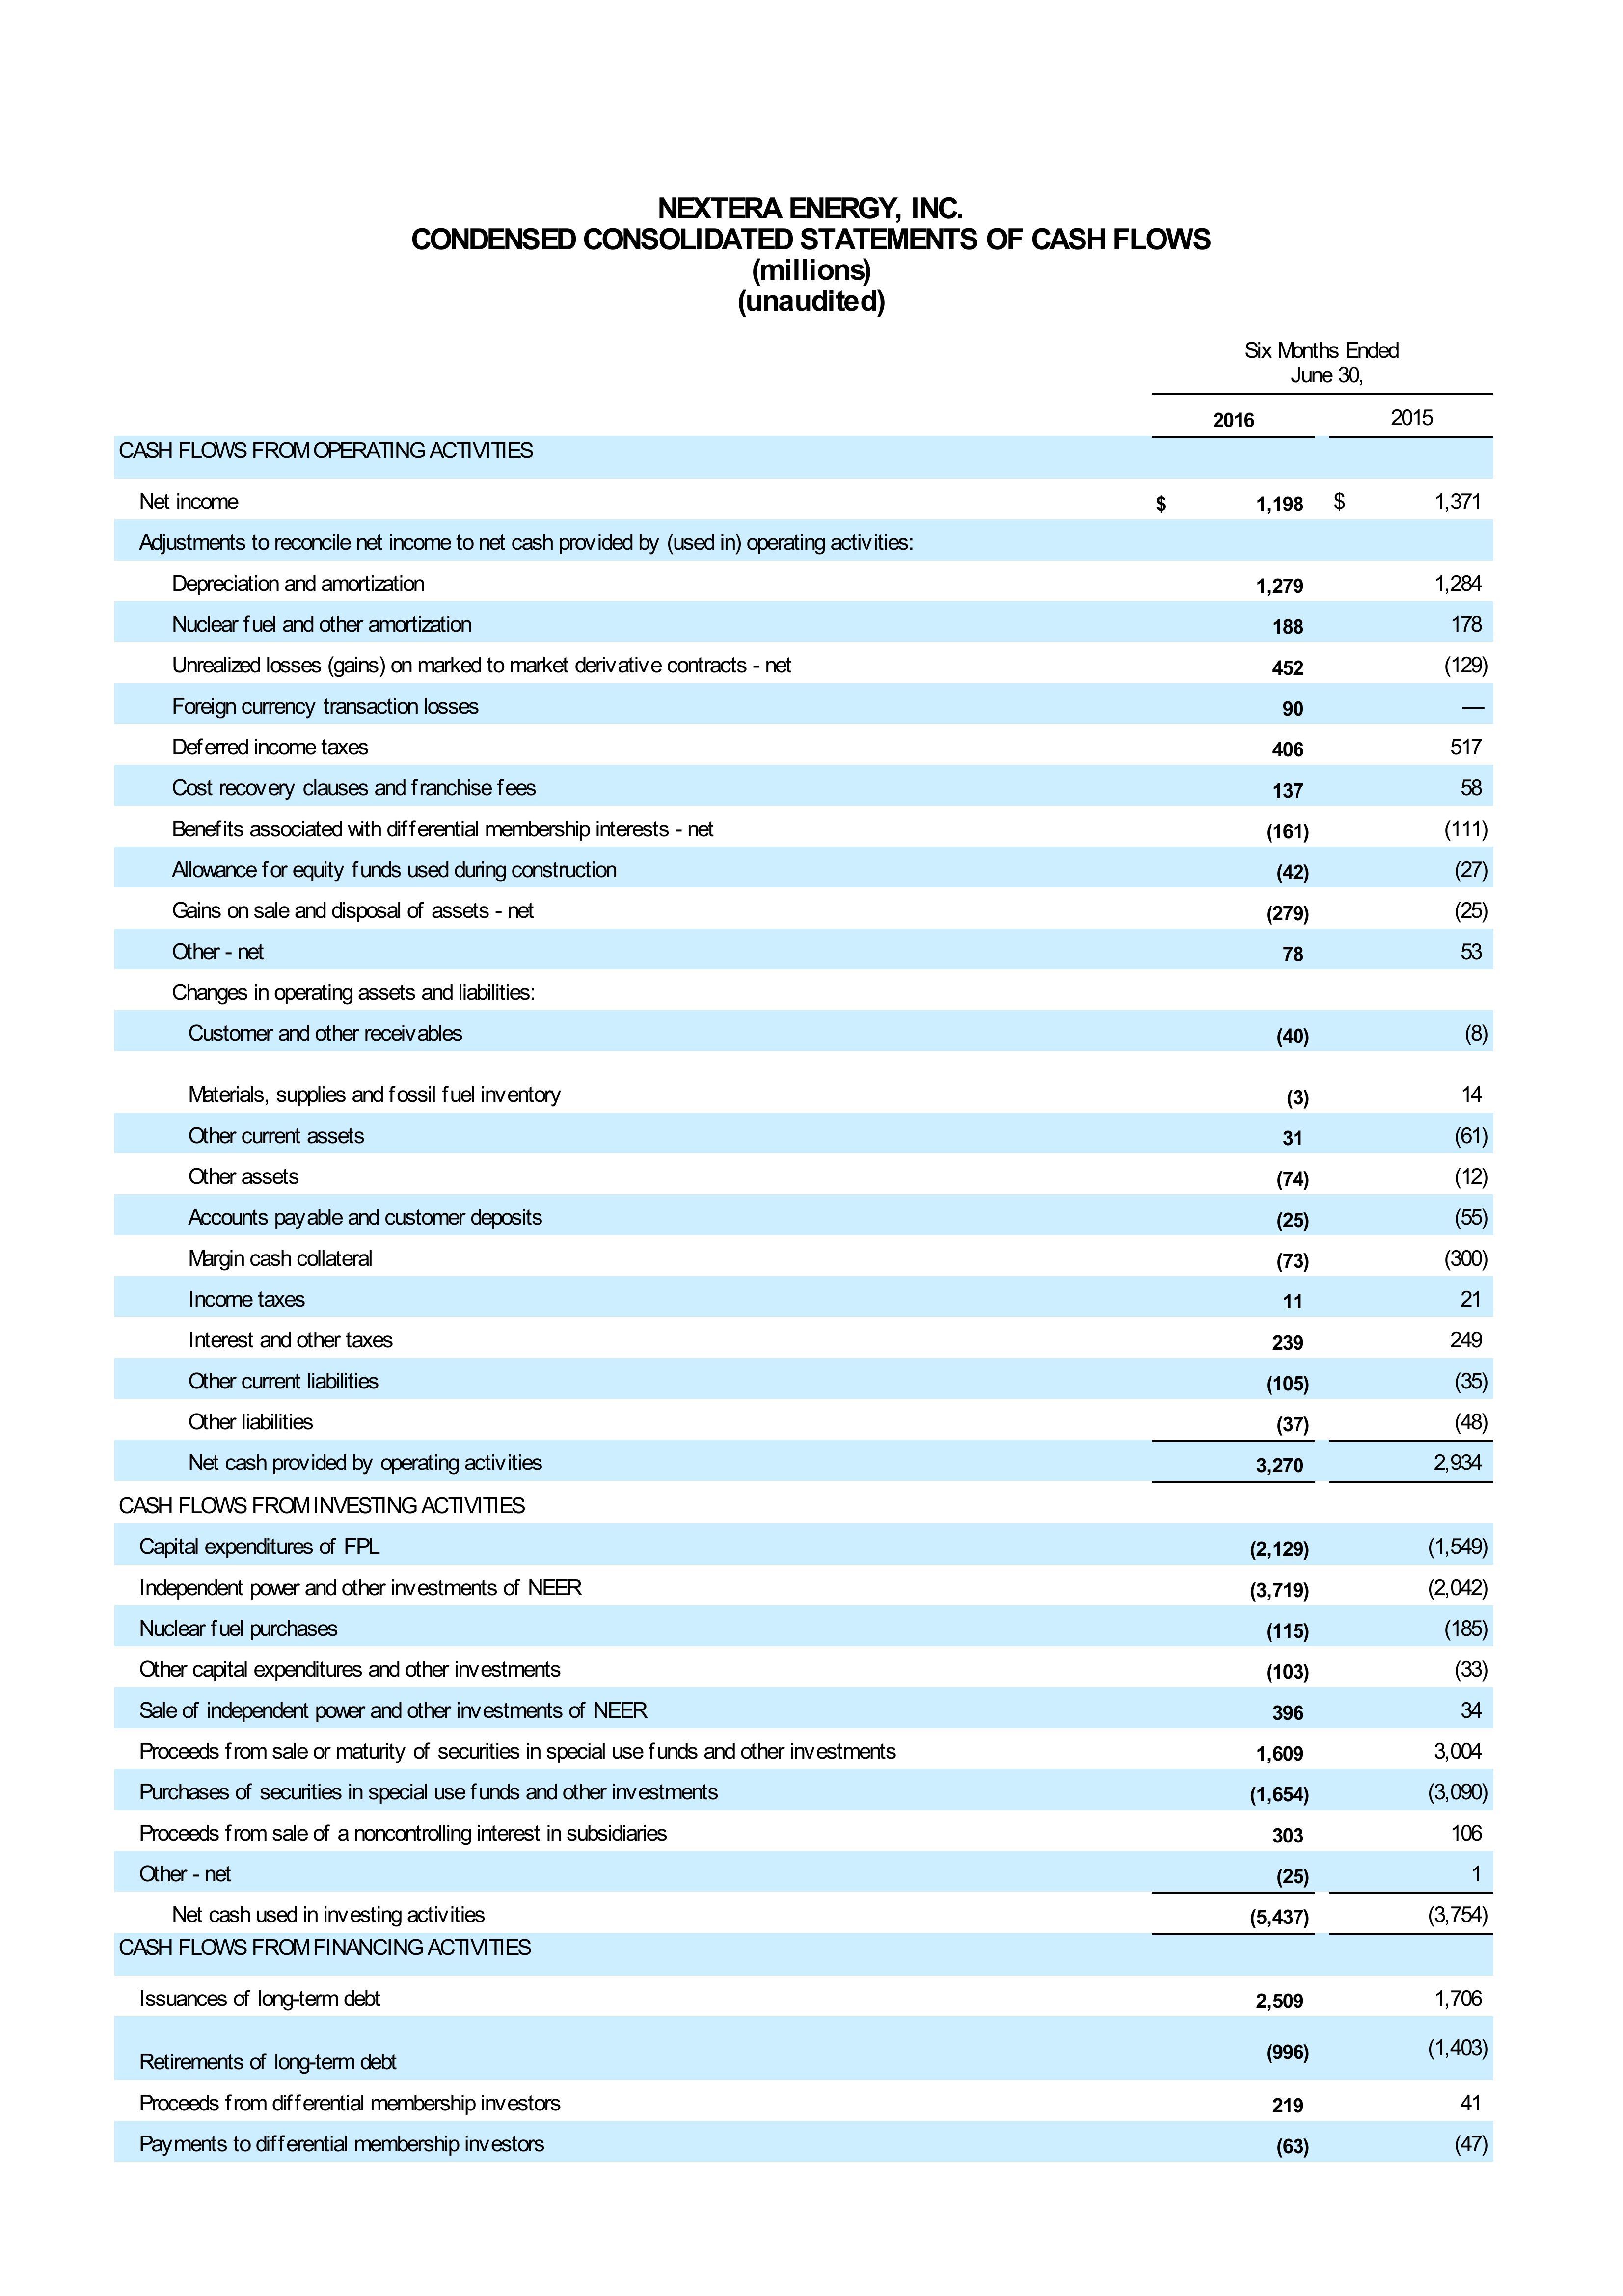 NEXTERA ENERGY, INC.
CONDENSED CONSOLIDATED STATEMENTS OF CASH FLOWS
(millions)
(unaudited)
Six Months Ended
June 30,
2016 2015
CASH FLOWS FROM OPERATING ACTIVITIES
Net income $ 1,198 $ 1,371
Adjustments to reconcile net income to net cash provided by (used in) operating activities:
Depreciation and amortization 1,279 1,284
Nuclear fuel and other amortization 188 178
Unrealized losses (gains) on marked to market derivative contracts - net 452 (129)
Foreign currency transaction losses 90 —
Deferred income taxes 406 517
Cost recovery clauses and franchise fees 137 58
Benefits associated with differential membership interests - net (161) (111)
Allowance for equity funds used during construction (42) (27)
Gains on sale and disposal of assets - net (279) (25)
Other - net 78 53
Changes in operating assets and liabilities:
Customer and other receivables (40) (8)
Materials, supplies and fossil fuel inventory (3) 14
Other current assets 31 (61)
Other assets (74) (12)
Accounts payable and customer deposits (25) (55)
Margin cash collateral (73) (300)
Income taxes 11 21
Interest and other taxes 239 249
Other current liabilities (105) (35)
Other liabilities (37) (48)
Net cash provided by operating activities 3,270 2,934
CASH FLOWS FROM INVESTING ACTIVITIES
Capital expenditures of FPL (2,129) (1,549)
Independent power and other investments of NEER (3,719) (2,042)
Nuclear fuel purchases (115) (185)
Other capital expenditures and other investments (103) (33)
Sale of independent power and other investments of NEER 396 34
Proceeds from sale or maturity of securities in special use funds and other investments 1,609 3,004
Purchases of securities in special use funds and other investments (1,654) (3,090)
Proceeds from sale of a noncontrolling interest in subsidiaries 303 106
Other - net (25) 1
Net cash used in investing activities (5,437) (3,754)
CASH FLOWS FROM FINANCING ACTIVITIES
Issuances of long-term debt 2,509 1,706
Retirements of long-term debt (996) (1,403)
Proceeds from differential membership investors 219 41
Payments to differential membership investors (63) (47)